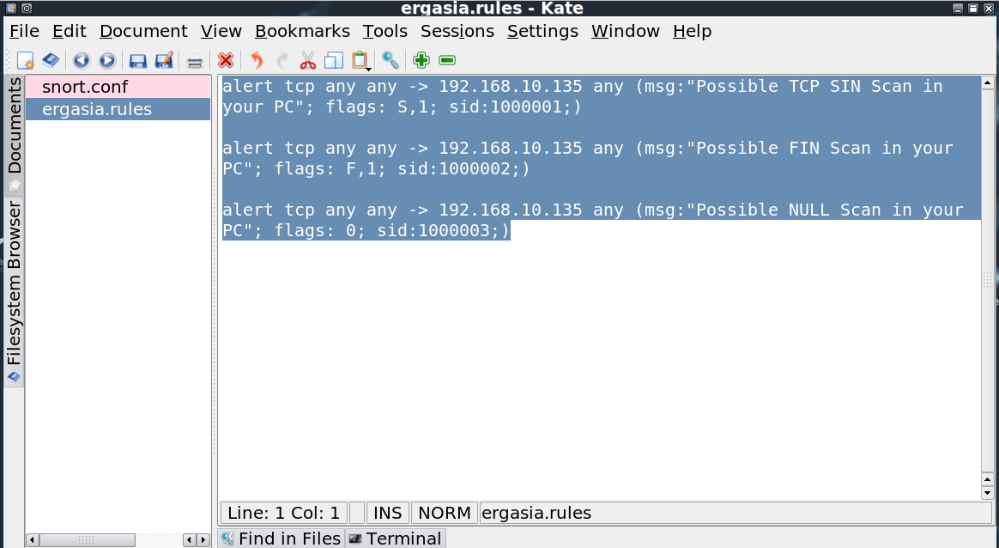 ergasia.rules - Kate
File Edit Document View Bookmarks Tools Sessions Settings Window Help
Documents
Filesystem Browser
snort.conf
ergasia.rules
alert tcp any any -> 192.168.10.135 any (msg:"Possible TCP SIN Scan in
your PC"; flags: S,1; sid:1000001;)
alert tcp any any -> 192.168.10.135 any (msg:"Possible FIN Scan in your
PC"; flags: F,1; sid:1000002;)
alert tcp any any -> 192.168.10.135 any (msg:"Possible NULL Scan in your
PC"; flags: 0; sid:1000003;)
Line: 1 Col: 1 INS NORM ergasia.rules
Find in Files Terminal